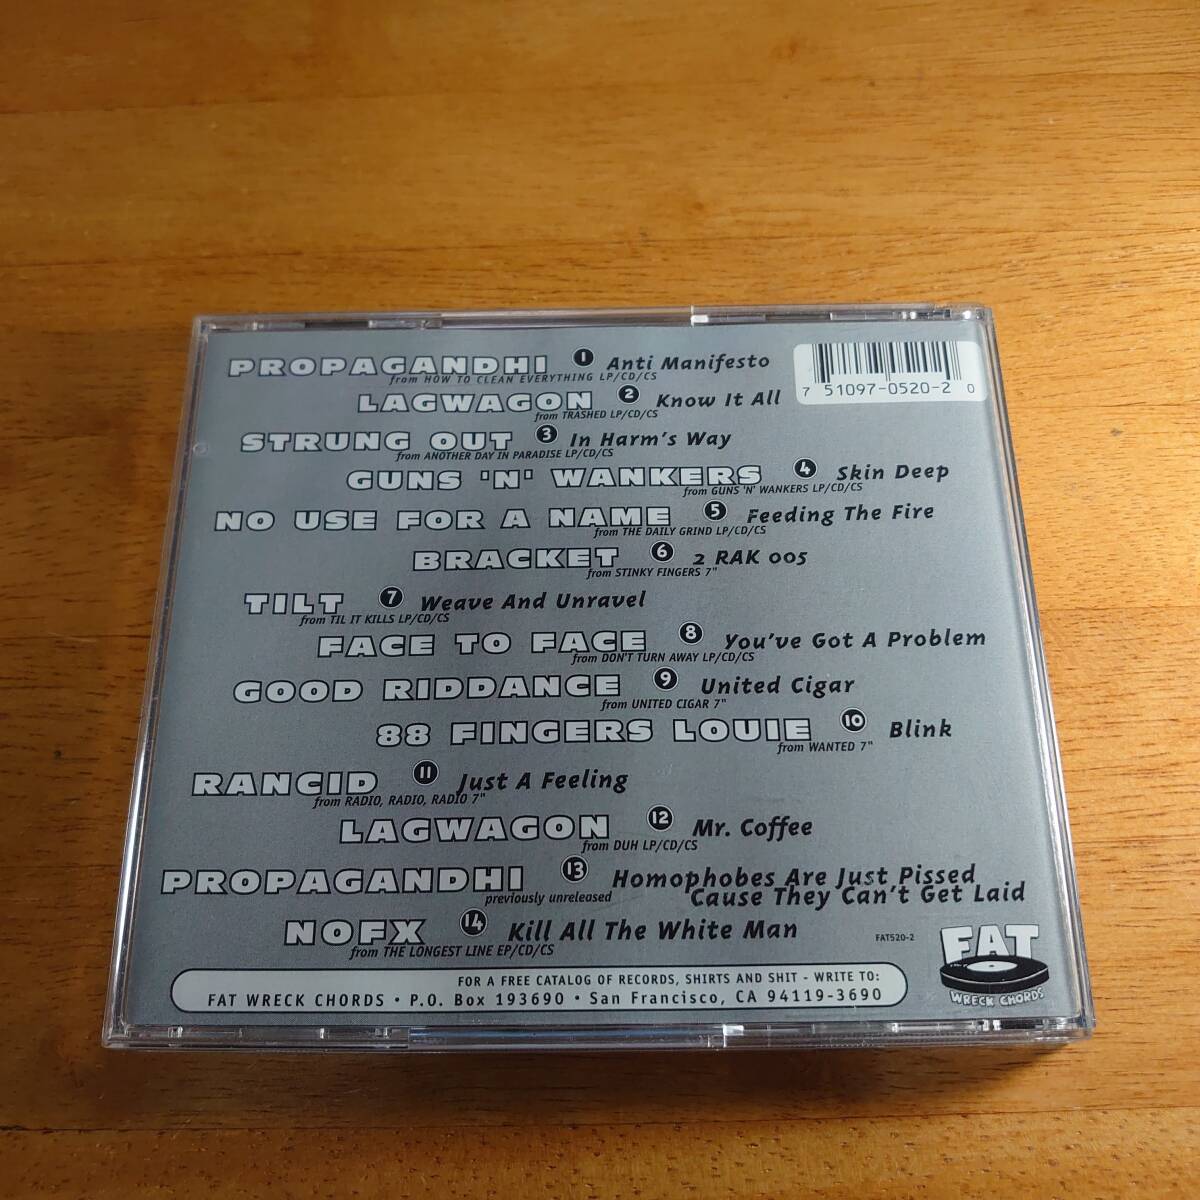 PROPAGANDHI 1 Anti Manifesto
from HOW TO CLEAN EVERYTHING LP/CD/CS
7 51097-0520-2 0
LAGWAGON 2 Know It All
from TRASHED LP/CD/CS
STRUNG OUT 3 In Harm's Way
from ANOTHER DAY IN PARADISE LP/CD/CS
GUNS 'N' WANKERS 4 Skin Deep
from GUNS 'N' WANKERS LP/CD/CS
NO USE FOR A NAME 5 Feeding The Fire
from THE DAILY GRIND LP/CD/CS
BRACKET 6 2 RAK 005
from STINKY FINGERS 7"
TILT 7 Weave And Unravel
from TIL IT KILLS LP/CD/CS
FACE TO FACE 8 You've Got A Problem
from DON'T TURN AWAY LP/CD/CS
GOOD RIDDANCE 9 United Cigar
from UNITED CIGAR 7"
88 FINGERS LOUIE 10 Blink
from WANTED 7"
RANCID 11 Just A Feeling
from RADIO, RADIO, RADIO 7"
LAGWAGON 12 Mr. Coffee
from DUH LP/CD/CS
PROPAGANDHI 13 Homophobes Are Just Pissed
previously unreleased Cause They Can't Get Laid
NOFX 14 Kill All The White Man
from THE LONGEST LINE EP/CD/CS
FAT520-2
FAT
WRECK CHORDS
FOR A FREE CATALOG OF RECORDS, SHIRTS AND SHIT - WRITE TO:
FAT WRECK CHORDS • P.O. Box 193690 • San Francisco, CA 94119-3690